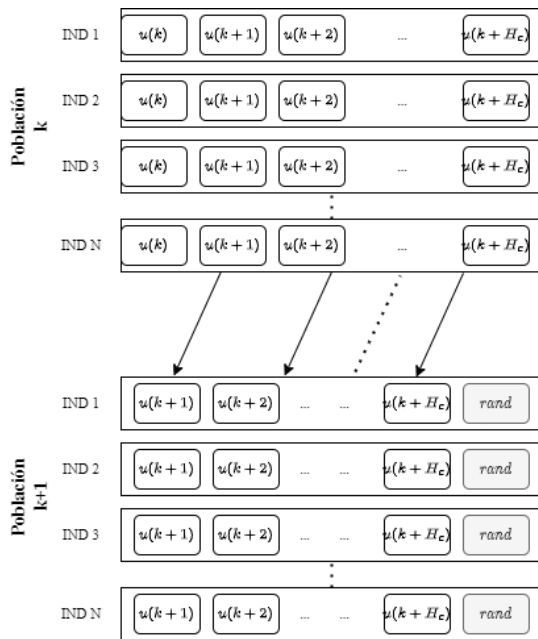 Población
k
IND 1 u(k) u(k + 1) u(k + 2) ... u(k + H_c)
IND 2 u(k) u(k + 1) u(k + 2) ... u(k + H_c)
IND 3 u(k) u(k + 1) u(k + 2) ... u(k + H_c)
IND N u(k) u(k + 1) u(k + 2) ... u(k + H_c)
Población
k+1
IND 1 u(k + 1) u(k + 2) ... ... u(k + H_c) rand
IND 2 u(k + 1) u(k + 2) ... ... u(k + H_c) rand
IND 3 u(k + 1) u(k + 2) ... ... u(k + H_c) rand
IND N u(k + 1) u(k + 2) ... ... u(k + H_c) rand